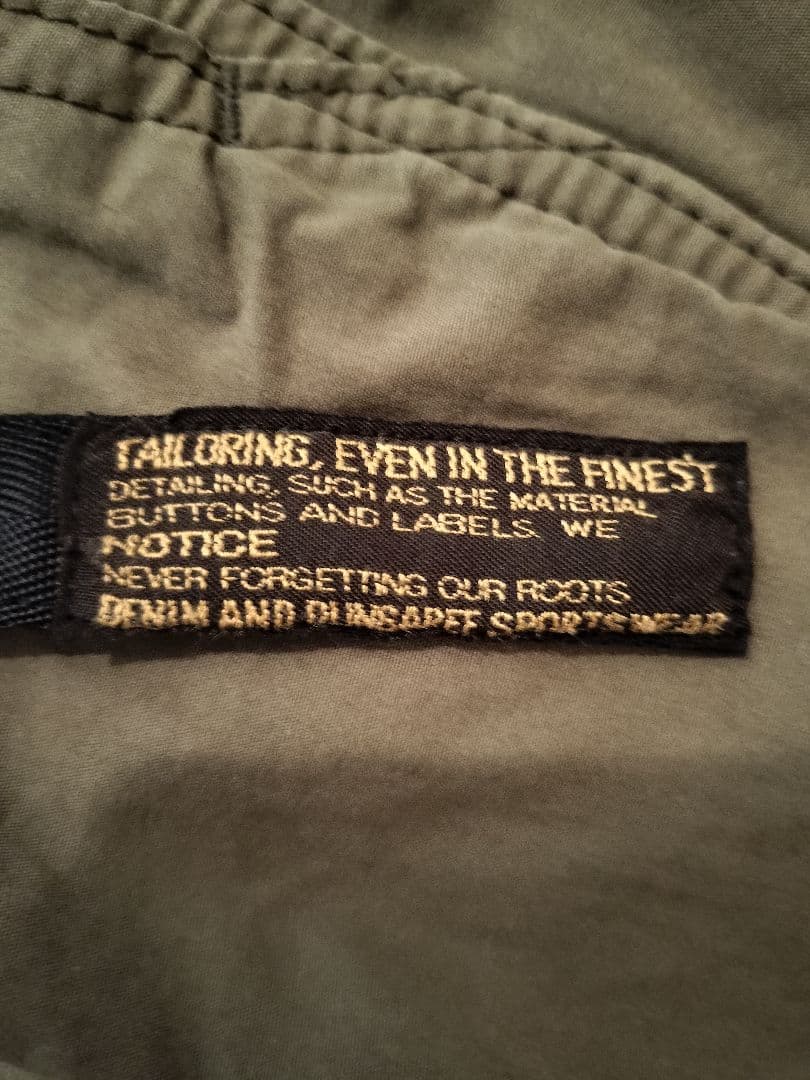 TAILORING, EVEN IN THE FINEST
DETAILING, SUCH AS THE MATERIAL
BUTTONS AND LABELS. WE
NOTICE
NEVER FORGETTING OUR ROOTS
DENIM AND SPORTSWEAR